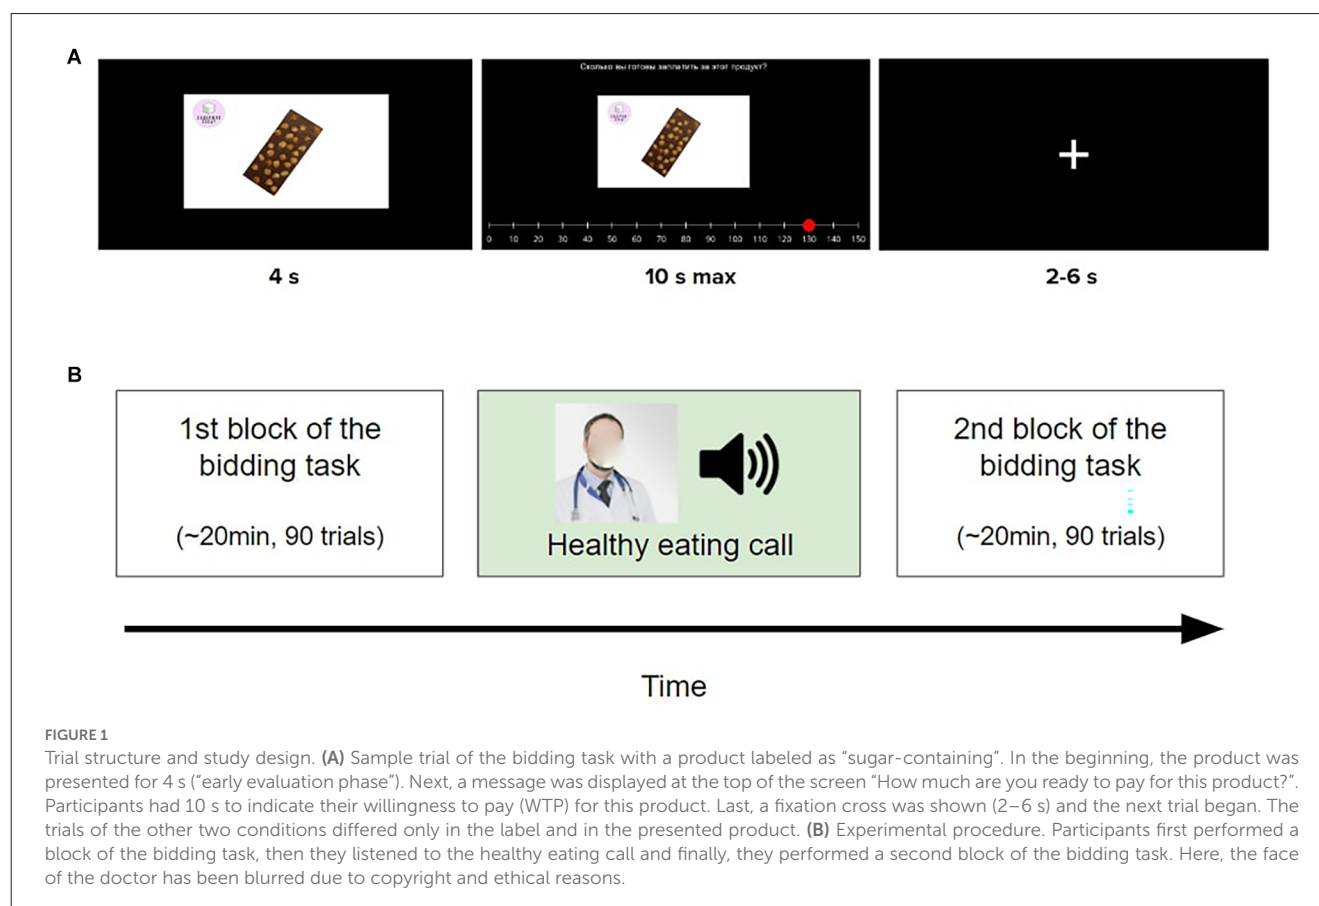 A
Сколько вы готовы заплатить за этот продукт?
0 10 20 30 40 50 60 70 80 90 100 110 120 130 140 150
4 s
10 s max
2-6 s
B
1st block of the
bidding task
(~20min, 90 trials)
Healthy eating call
2nd block of the
bidding task
(~20min, 90 trials)
Time
FIGURE 1
Trial structure and study design. (A) Sample trial of the bidding task with a product labeled as “sugar-containing”. In the beginning, the product was
presented for 4 s (“early evaluation phase”). Next, a message was displayed at the top of the screen “How much are you ready to pay for this product?”.
Participants had 10 s to indicate their willingness to pay (WTP) for this product. Last, a fixation cross was shown (2–6 s) and the next trial began. The
trials of the other two conditions differed only in the label and in the presented product. (B) Experimental procedure. Participants first performed a
block of the bidding task, then they listened to the healthy eating call and finally, they performed a second block of the bidding task. Here, the face
of the doctor has been blurred due to copyright and ethical reasons.